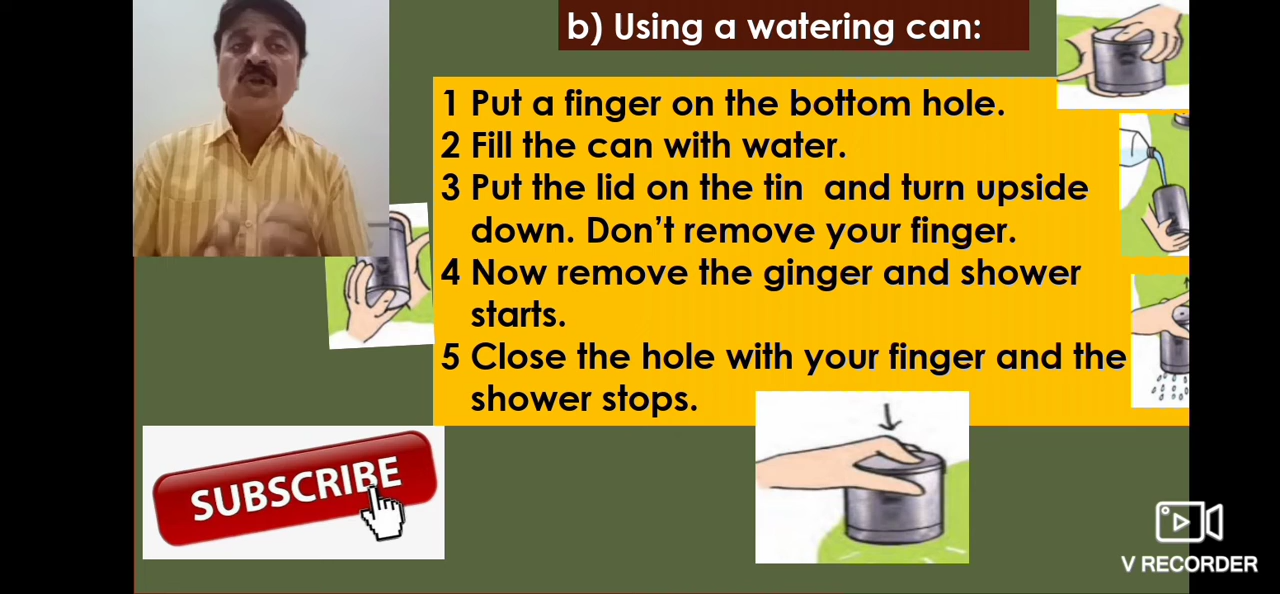 b) Using a watering can:
1 Put a finger on the bottom hole.
2 Fill the can with water.
3 Put the lid on the tin and turn upside
down. Don't remove your finger.
4 Now remove the ginger and shower
starts.
5 Close the hole with your finger and the
shower stops.
SUBSCRIBE
V RECORDER